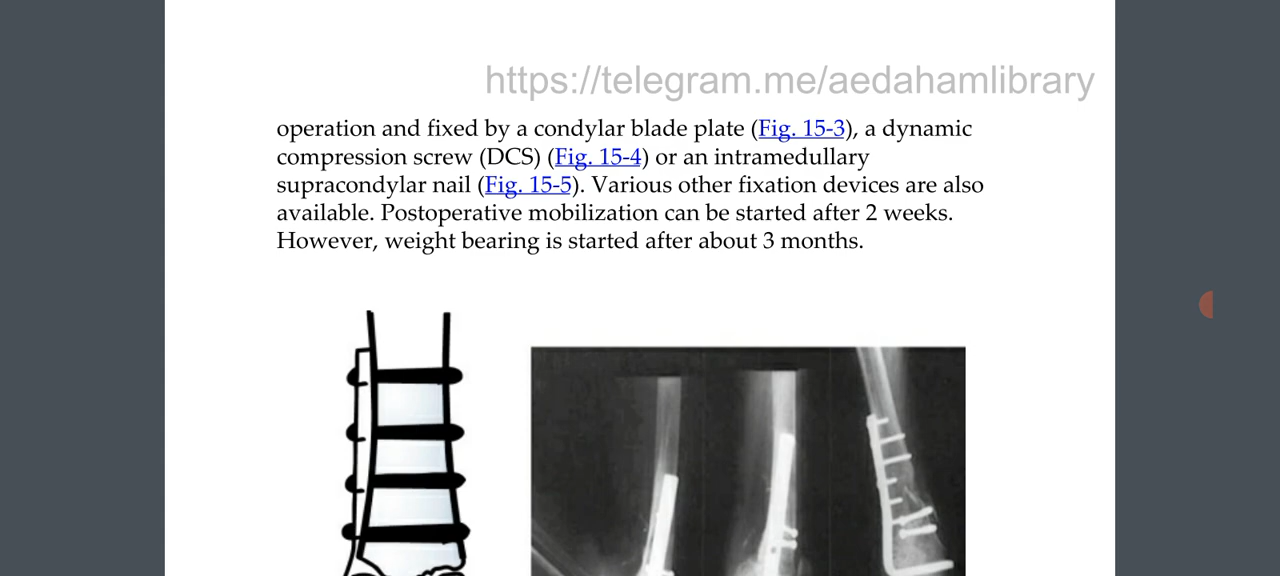 https://telegram.me/aedahamlibrary
operation and fixed by a condylar blade plate (Fig. 15-3), a dynamic
compression screw (DCS) (Fig. 15-4) or an intramedullary
supracondylar nail (Fig. 15-5). Various other fixation devices are also
available. Postoperative mobilization can be started after 2 weeks.
However, weight bearing is started after about 3 months.